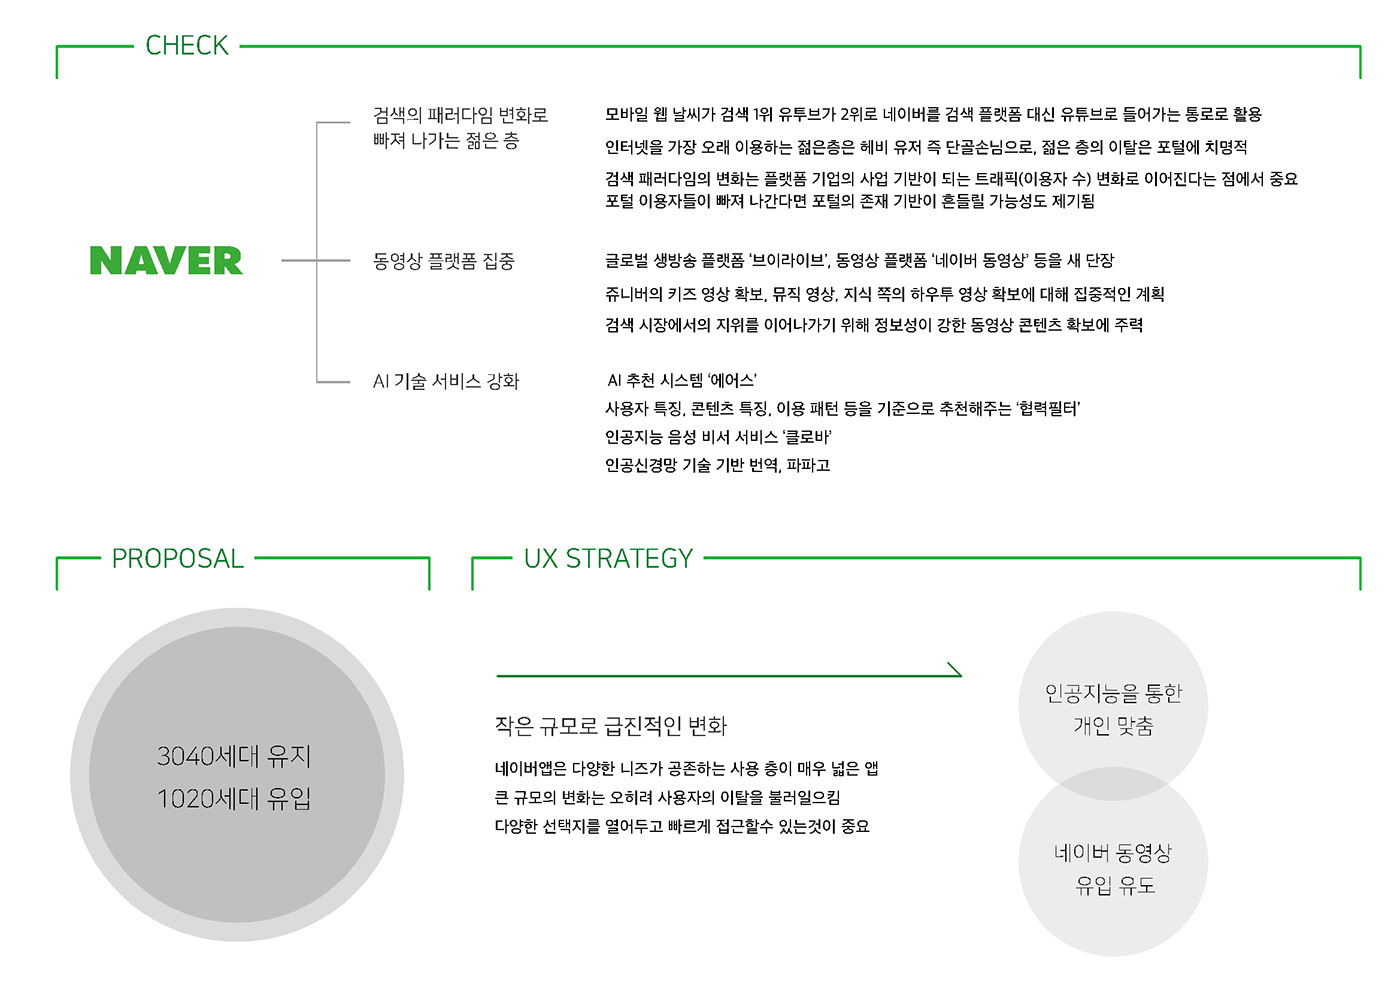 CHECK
검색의 패러다임 변화로
빠져 나가는 젊은 층
모바일 웹 날씨가 검색 1위 유투브가 2위로 네이버를 검색 플랫폼 대신 유튜브로 들어가는 통로로 활용
인터넷을 가장 오래 이용하는 젊은층은 헤비 유저 즉 단골손님으로, 젊은 층의 이탈은 포털에 치명적
검색 패러다임의 변화는 플랫폼 기업의 사업 기반이 되는 트래픽(이용자 수) 변화로 이어진다는 점에서 중요
포털 이용자들이 빠져 나간다면 포털의 존재 기반이 흔들릴 가능성도 제기됨
NAVER
동영상 플랫폼 집중
글로벌 생방송 플랫폼 ‘브이라이브’, 동영상 플랫폼 ‘네이버 동영상’ 등을 새 단장
쥬니버의 키즈 영상 확보, 뮤직 영상, 지식 쪽의 하우투 영상 확보에 대해 집중적인 계획
검색 시장에서의 지위를 이어나가기 위해 정보성이 강한 동영상 콘텐츠 확보에 주력
AI 기술 서비스 강화
AI 추천 시스템 ‘에어스’
사용자 특징, 콘텐츠 특징, 이용 패턴 등을 기준으로 추천해주는 ‘협력필터’
인공지능 음성 비서 서비스 ‘클로바’
인공신경망 기술 기반 번역, 파파고
PROPOSAL
3040세대 유지
1020세대 유입
UX STRATEGY
작은 규모로 급진적인 변화
네이버앱은 다양한 니즈가 공존하는 사용 층이 매우 넓은 앱
큰 규모의 변화는 오히려 사용자의 이탈을 불러일으킴
다양한 선택지를 열어두고 빠르게 접근할수 있는것이 중요
인공지능을 통한
개인 맞춤
네이버 동영상
유입 유도